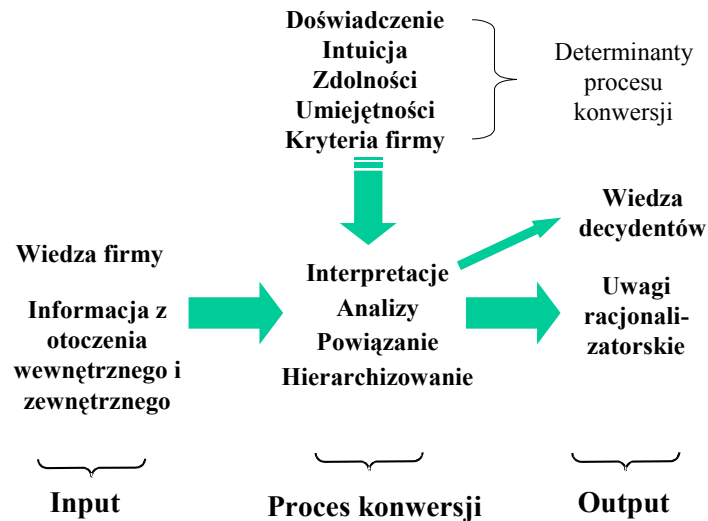 Doświadczenie
Intuicja
Zdolności
Umiejętności
Kryteria firmy
Determinanty
procesu
konwersji
Wiedza firmy
Informacja z
otoczenia
wewnętrznego i
zewnętrznego
Interpretacje
Analizy
Powiązanie
Hierarchizowanie
Wiedza
decydentów
Uwagi
racjonali-
zatorskie
Input
Proces konwersji
Output